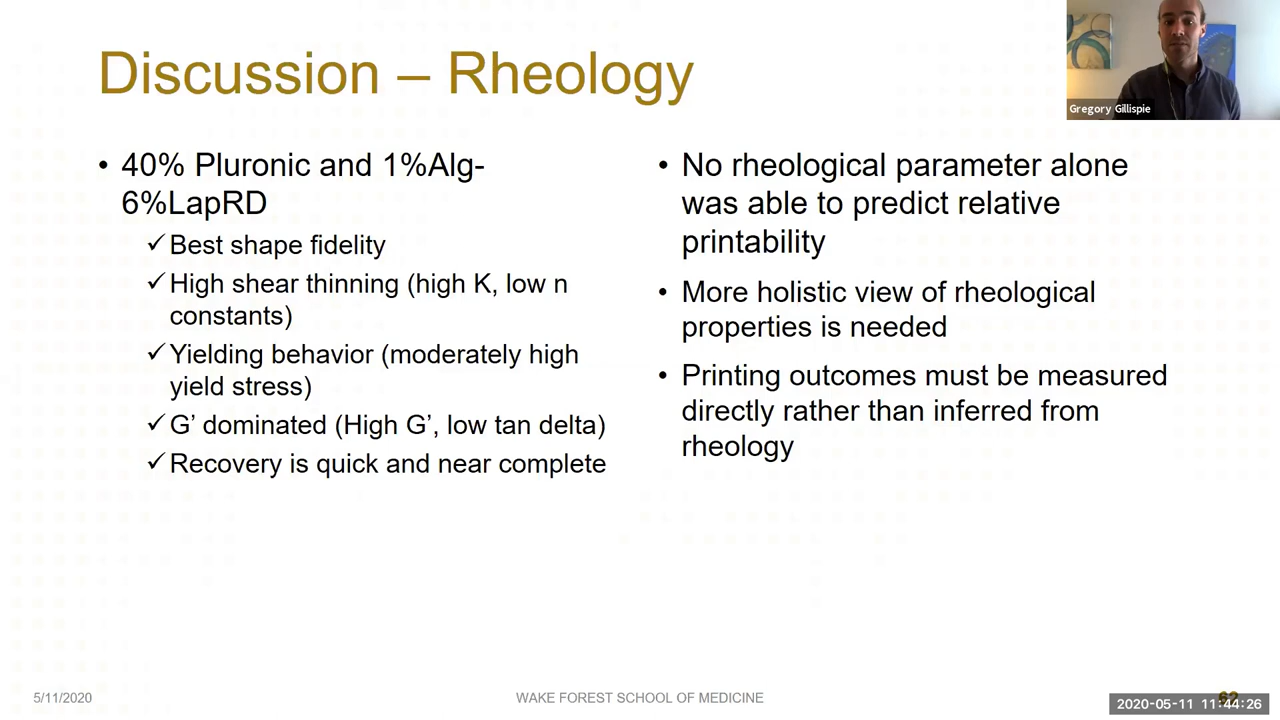 Discussion – Rheology
Gregory Gillispie
• 40% Pluronic and 1%Alg-
6%LapRD
✓Best shape fidelity
✓High shear thinning (high K, low n
constants)
✓Yielding behavior (moderately high
yield stress)
✓G’ dominated (High G’, low tan delta)
✓Recovery is quick and near complete
• No rheological parameter alone
was able to predict relative
printability
• More holistic view of rheological
properties is needed
• Printing outcomes must be measured
directly rather than inferred from
rheology
5/11/2020
WAKE FOREST SCHOOL OF MEDICINE
62
2020-05-11 11:44:26